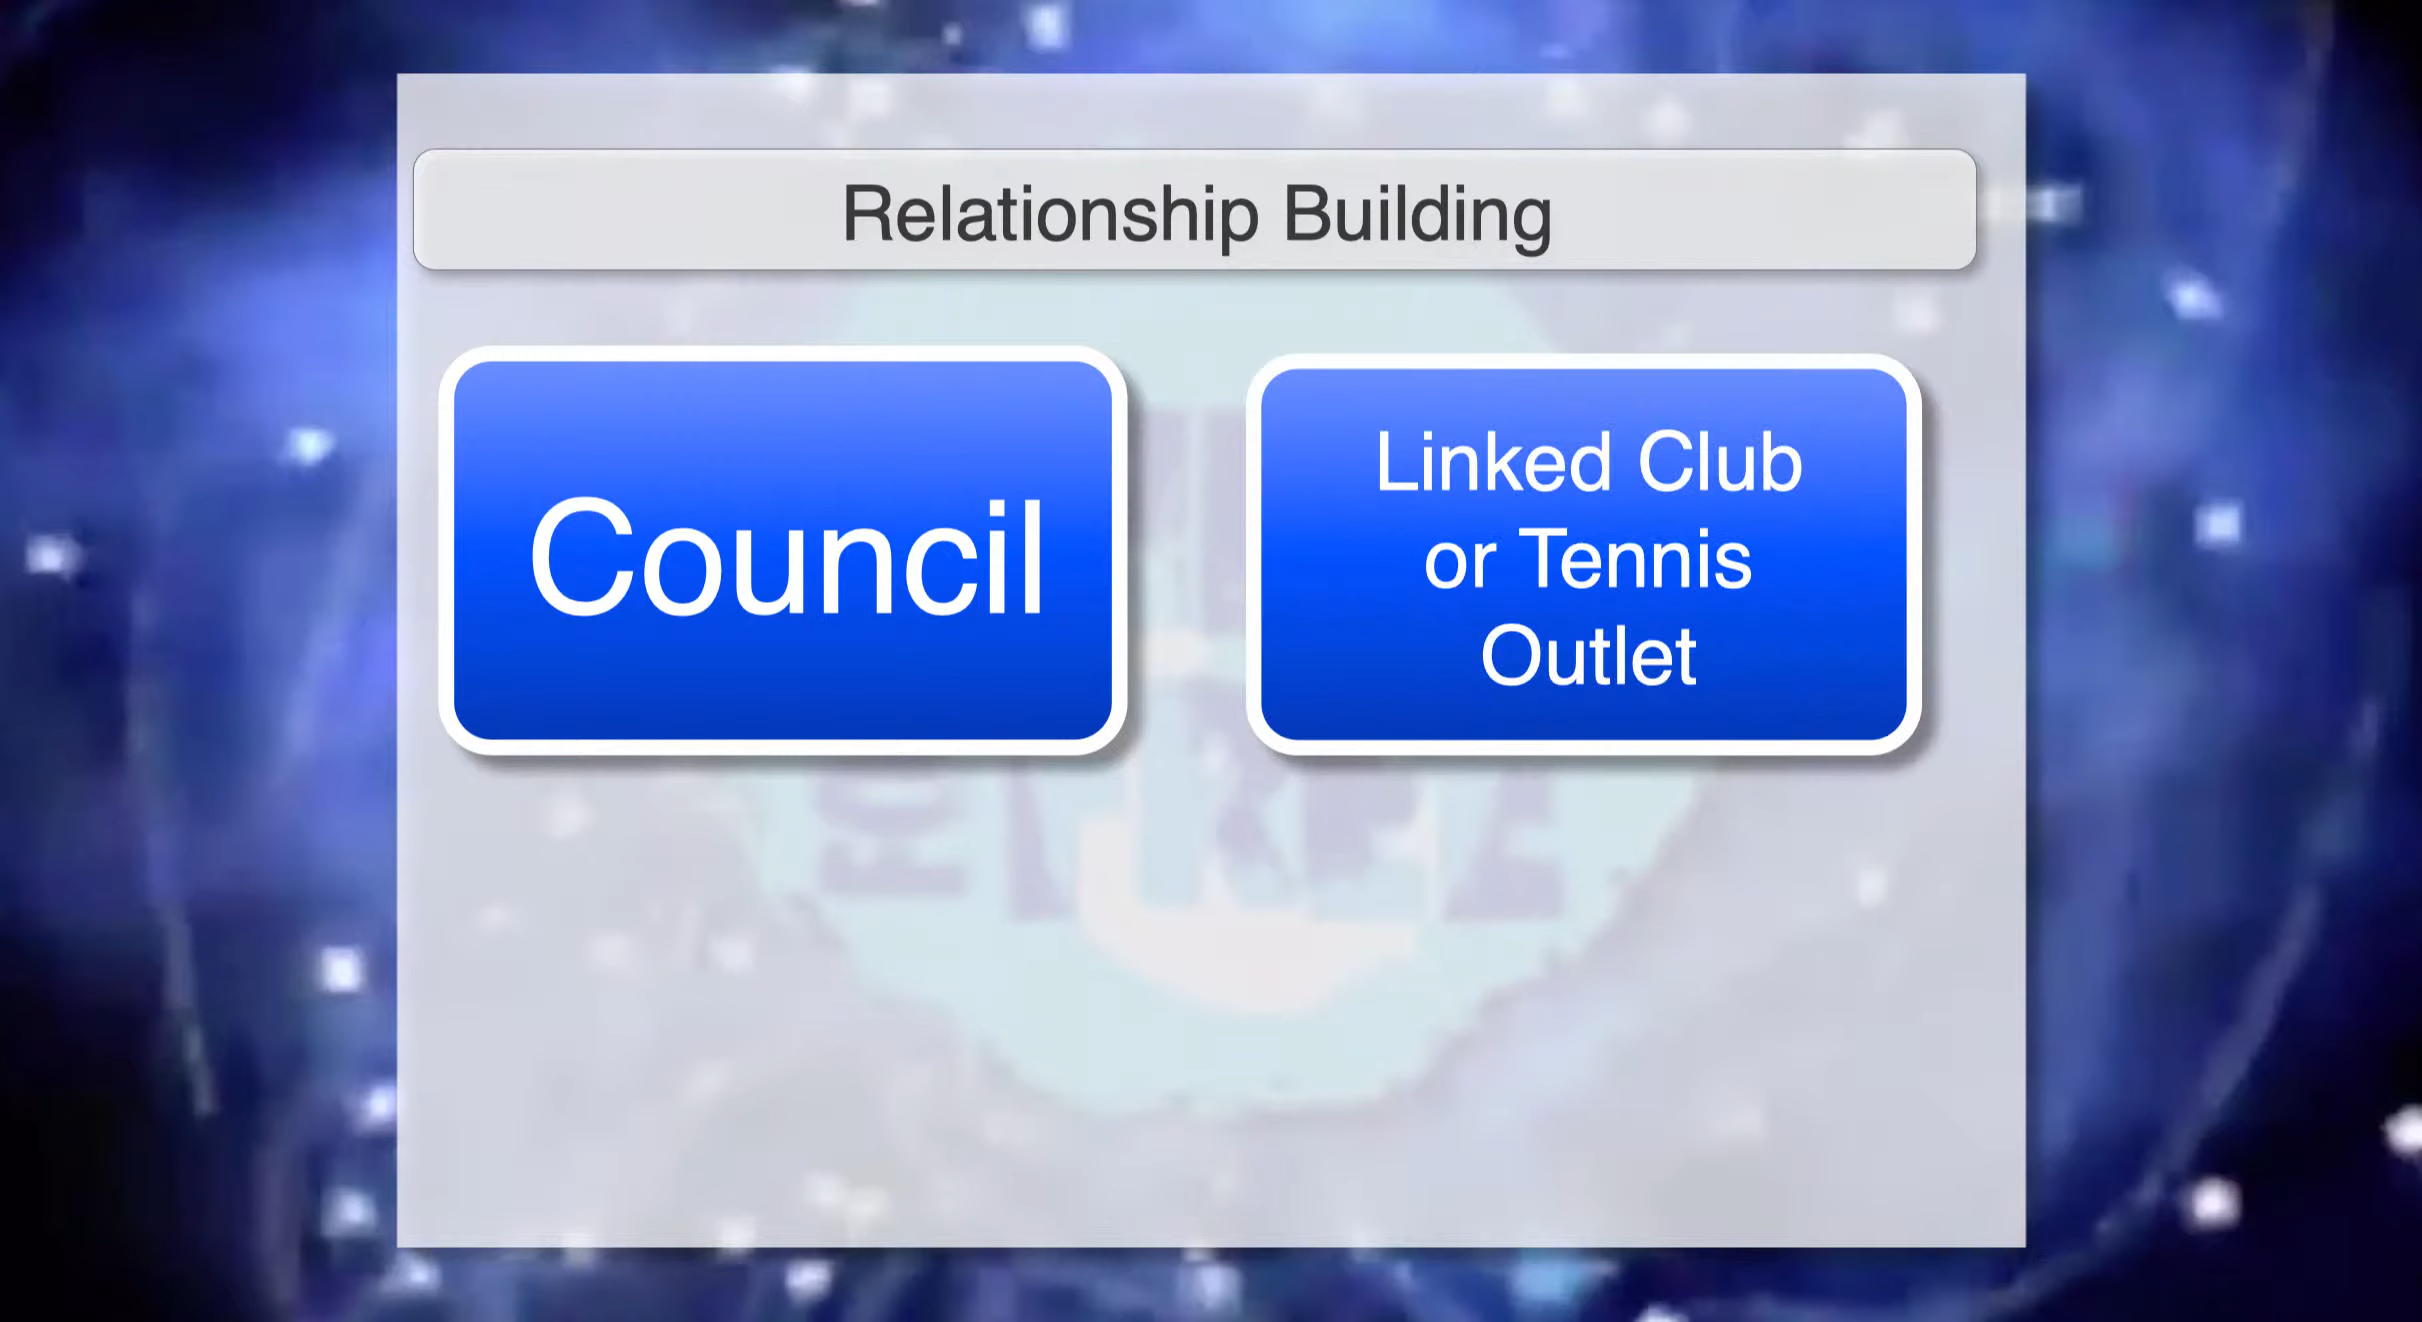 Relationship Building
Council
Linked Club
or Tennis
Outlet